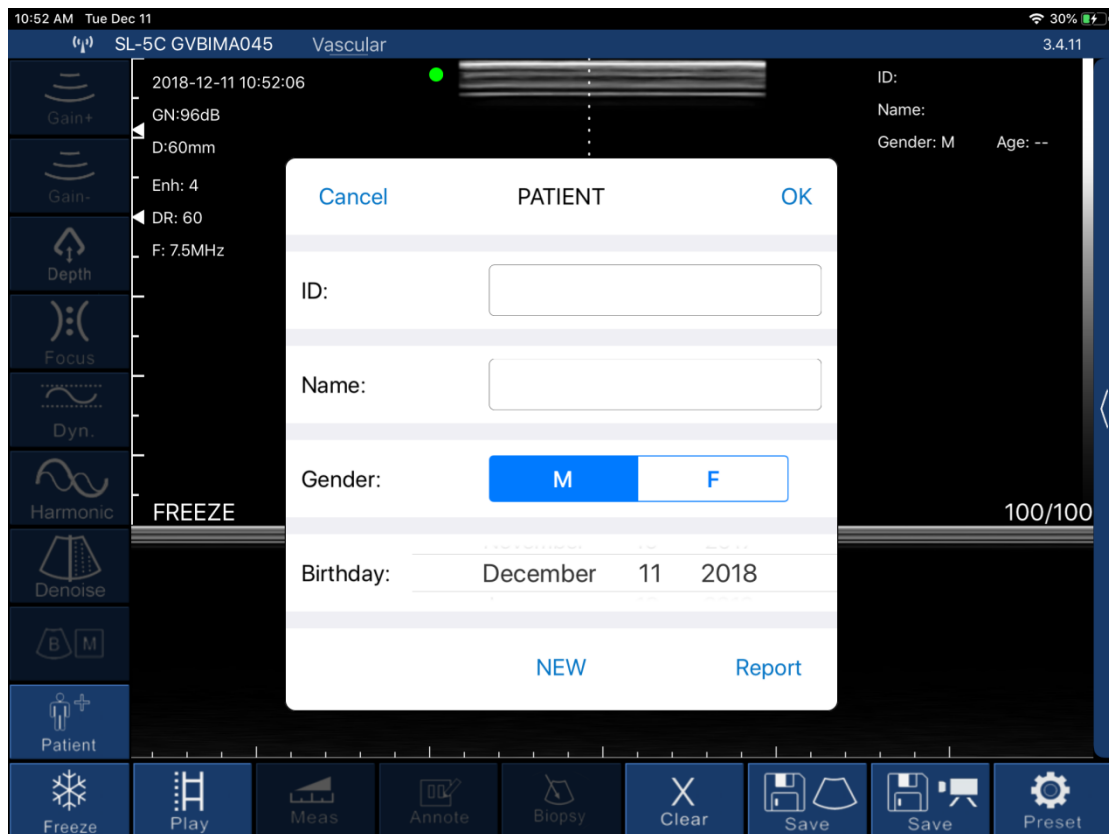 10:52 AM Tue Dec 11
30%
SL-5C GVBIMA045 Vascular 3.4.11
2018-12-11 10:52:06
GN:96dB
D:60mm
Enh: 4
DR: 60
F: 7.5MHz
ID:
Name:
Gender: M Age: --
Gain+
Gain-
Depth
Focus
Dyn.
Harmonic
Denoise
B M
Patient
Cancel PATIENT OK
ID:
Name:
Gender: M F
Birthday: December 11 2018
NEW Report
FREEZE
100/100
Freeze Play Meas Annote Biopsy Clear Save Save Preset